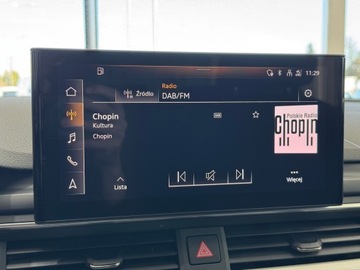 11:29
Radio
Źródło
DAB/FM
Chopin
Kultura
Chopin
Polskie Radio
Chopin
Lista
Więcej